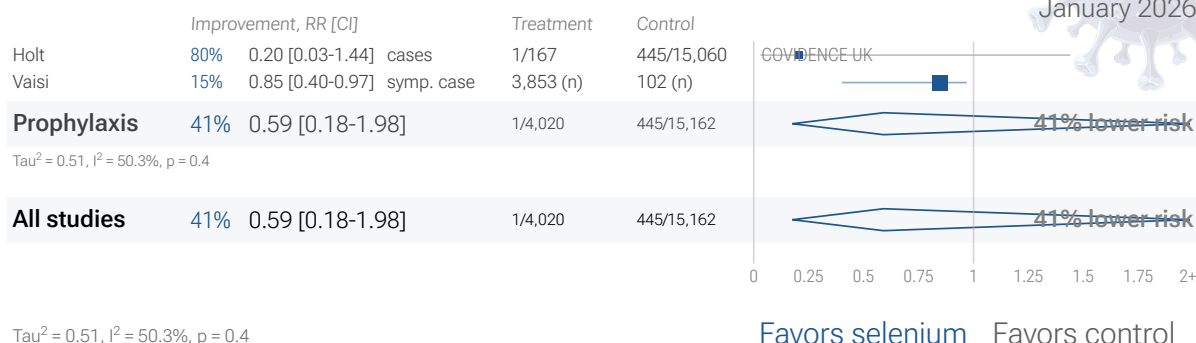 January 2026
Improvement, RR [CI] Treatment Control
Holt 80% 0.20 [0.03-1.44] cases 1/167 445/15,060 COVIDENCE UK
Vaisi 15% 0.85 [0.40-0.97] symp. case 3,853 (n) 102 (n)
Prophylaxis 41% 0.59 [0.18-1.98] 1/4,020 445/15,162 41% lower risk
Tau² = 0.51, I² = 50.3%, p = 0.4
All studies 41% 0.59 [0.18-1.98] 1/4,020 445/15,162 41% lower risk
0 0.25 0.5 0.75 1 1.25 1.5 1.75 2+
Tau² = 0.51, I² = 50.3%, p = 0.4 Favors selenium Favors control